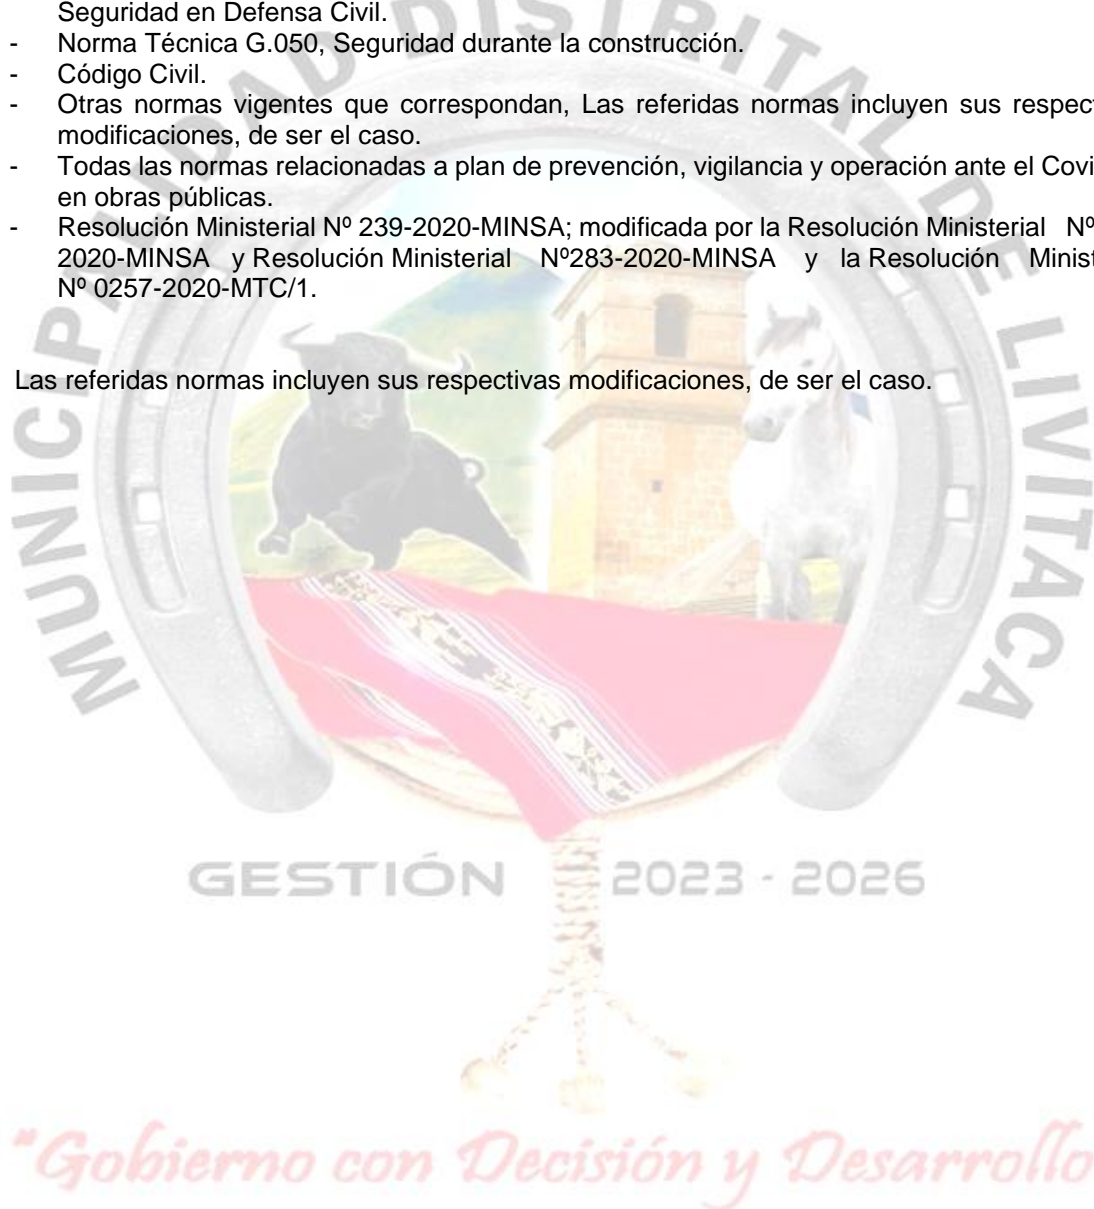 Seguridad en Defensa Civil.
- Norma Técnica G.050, Seguridad durante la construcción.
- Código Civil.
- Otras normas vigentes que correspondan, Las referidas normas incluyen sus respect
modificaciones, de ser el caso.
- Todas las normas relacionadas a plan de prevención, vigilancia y operación ante el Covi
en obras públicas.
- Resolución Ministerial Nº 239-2020-MINSA; modificada por la Resolución Ministerial Nº
2020-MINSA y Resolución Ministerial Nº283-2020-MINSA y la Resolución Minist
Nº 0257-2020-MTC/1.
Las referidas normas incluyen sus respectivas modificaciones, de ser el caso.
MUNICIPALIDAD DISTRITAL DE LIVITACA
GESTIÓN 2023 - 2026
"Gobierno con Decisión y Desarrollo